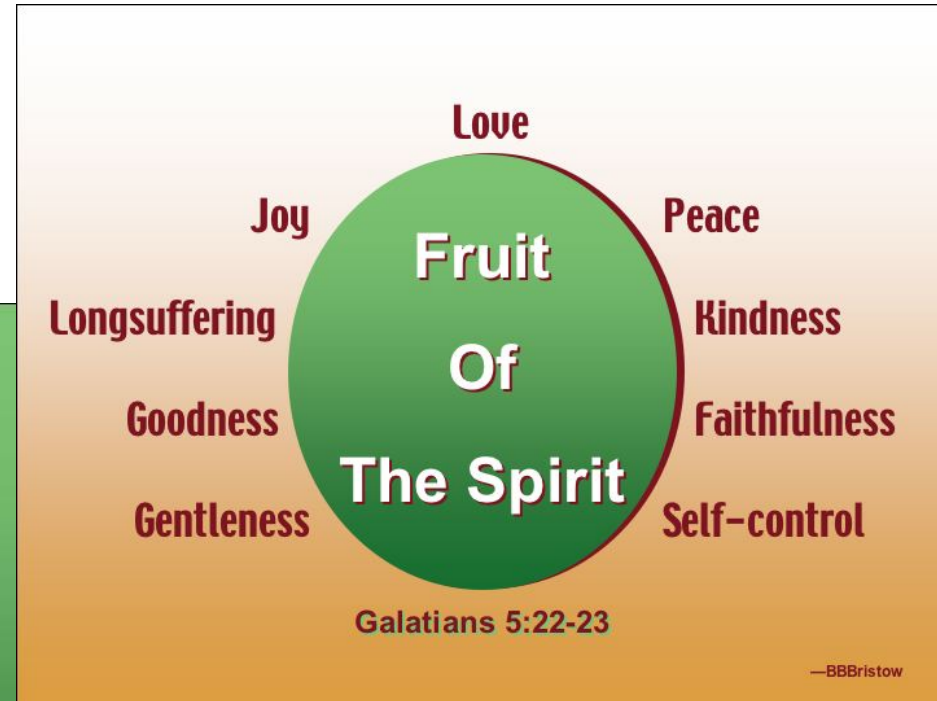 Love
Joy
Peace
Fruit
Longsuffering
Kindness
Of
Goodness
Faithfulness
The Spirit
Gentleness
Self-control
Galatians 5:22-23
—BBBristow